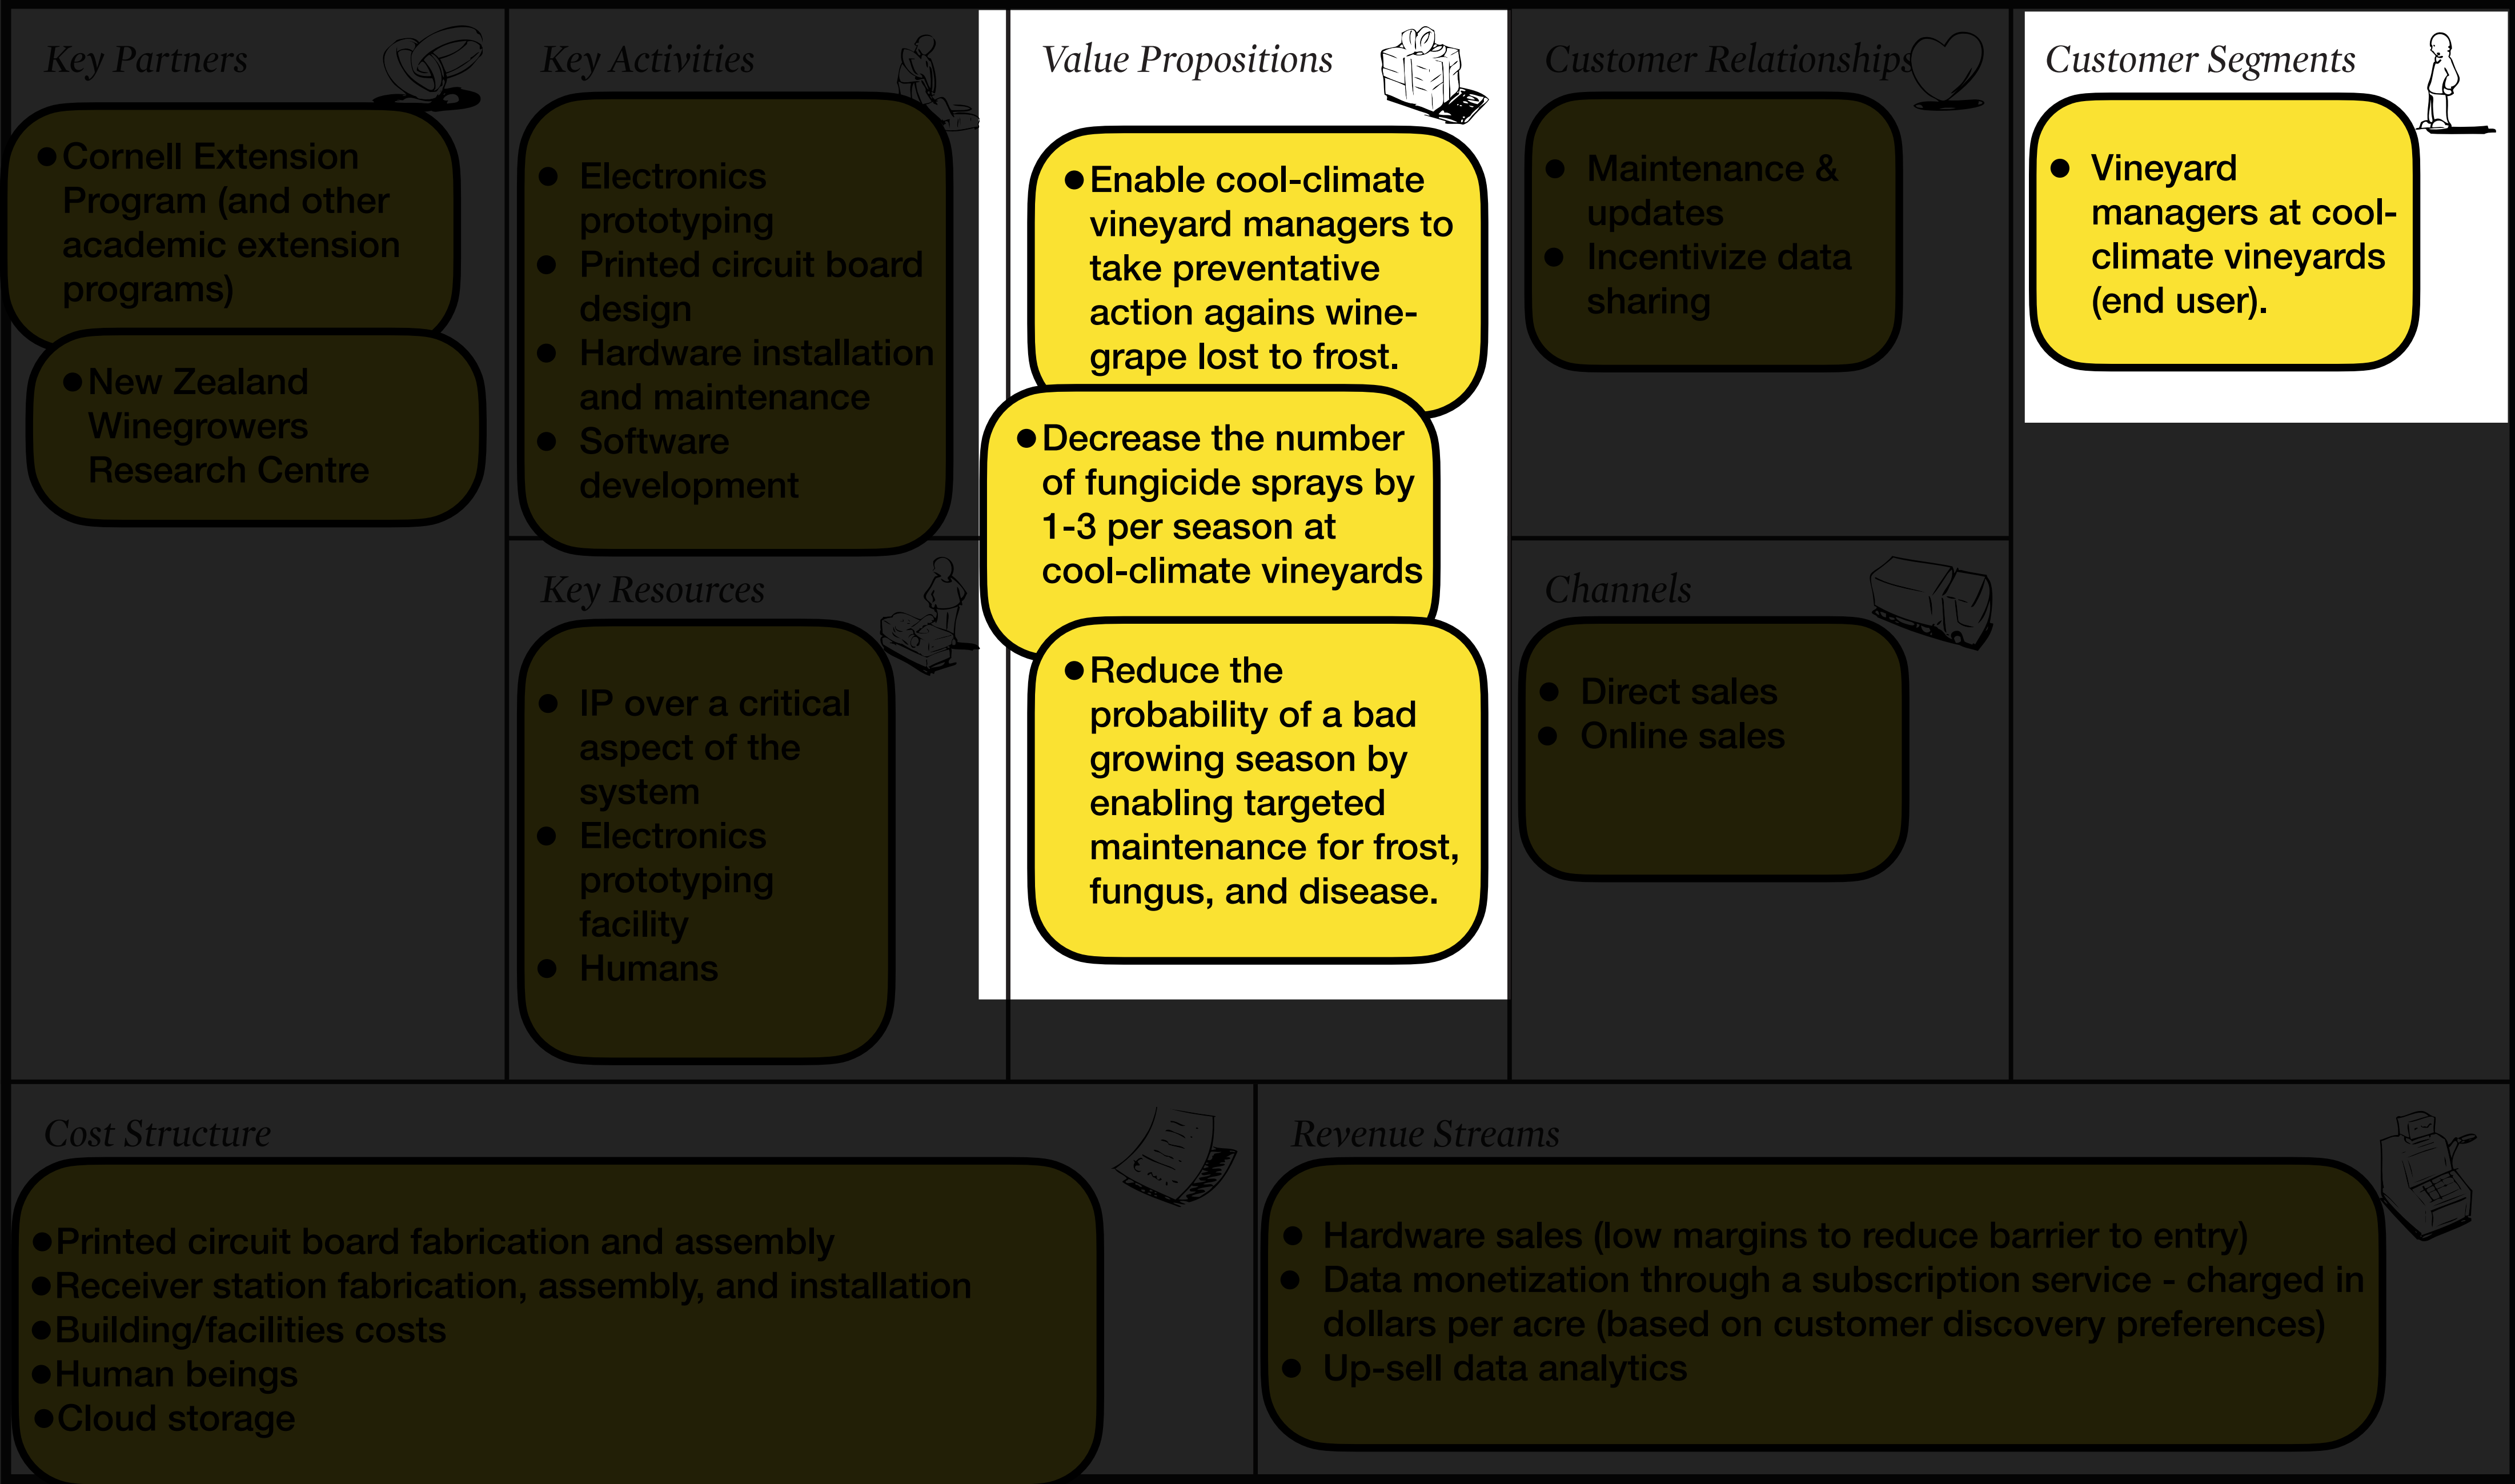 Key Partners
● Cornell Extension
Program (and other
academic extension
programs)
● New Zealand
Winegrowers
Research Centre
Key Activities
● Electronics
prototyping
● Printed circuit board
design
● Hardware installation
and maintenance
● Software
development
Key Resources
● IP over a critical
aspect of the
system
● Electronics
prototyping
facility
● Humans
Value Propositions
● Enable cool-climate
vineyard managers to
take preventative
action agains wine-
grape lost to frost.
● Decrease the number
of fungicide sprays by
1-3 per season at
cool-climate vineyards
● Reduce the
probability of a bad
growing season by
enabling targeted
maintenance for frost,
fungus, and disease.
Customer Relationships
● Maintenance &
updates
● Incentivize data
sharing
Channels
● Direct sales
● Online sales
Customer Segments
● Vineyard
managers at cool-
climate vineyards
(end user).
Cost Structure
● Printed circuit board fabrication and assembly
● Receiver station fabrication, assembly, and installation
● Building/facilities costs
● Human beings
● Cloud storage
Revenue Streams
● Hardware sales (low margins to reduce barrier to entry)
● Data monetization through a subscription service - charged in
dollars per acre (based on customer discovery preferences)
● Up-sell data analytics